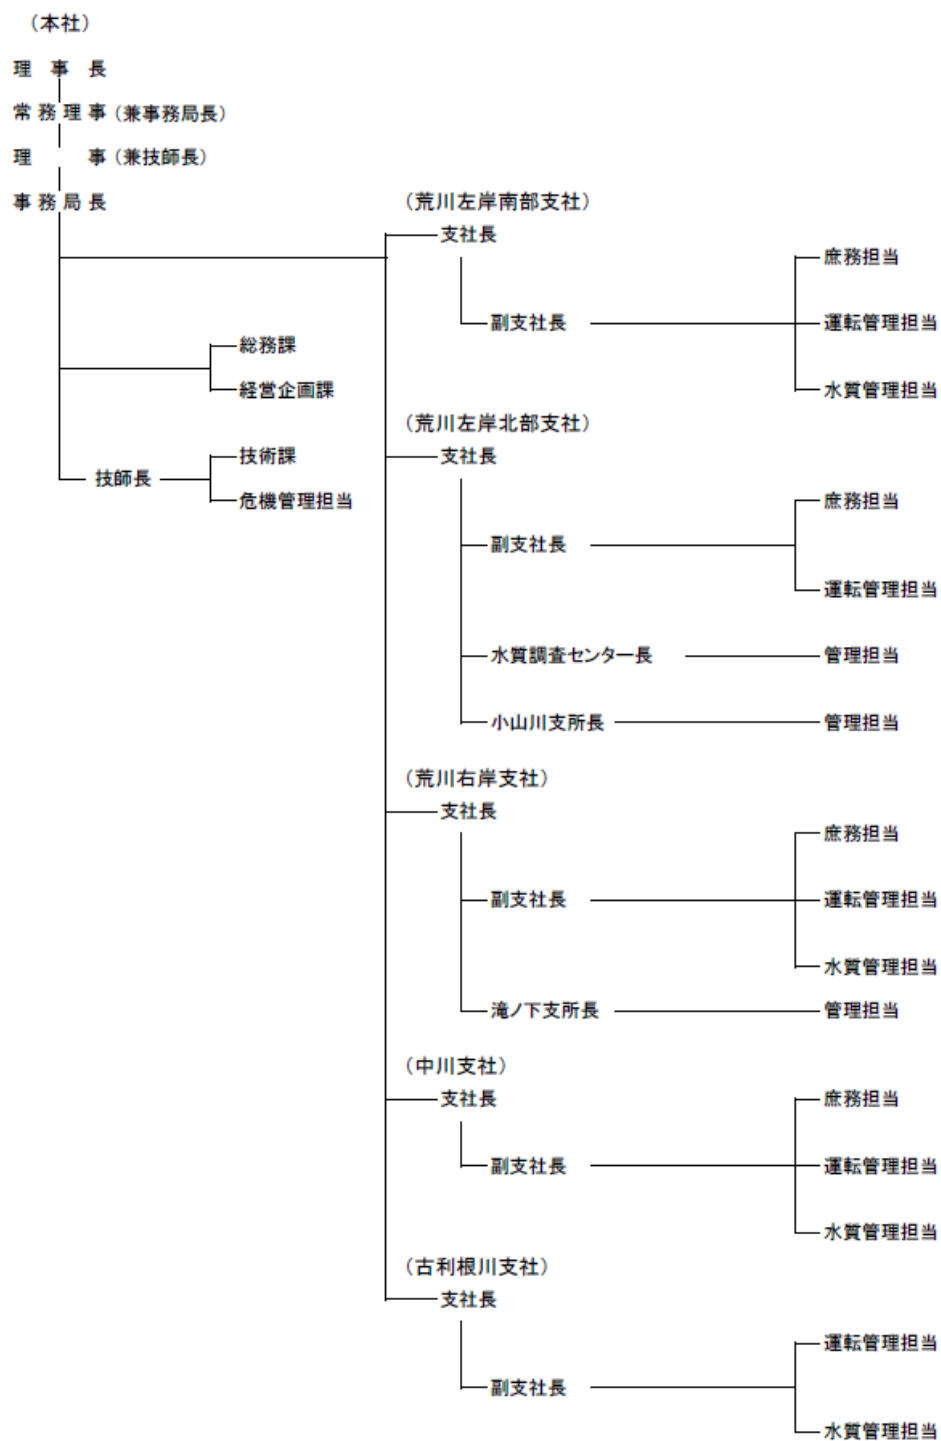 （本社）
理事長
常務理事（兼事務局長）
理事（兼技師長）
事務局長
総務課
経営企画課
技師長
技術課
危機管理担当
（荒川左岸南部支社）
支社長
副支社長
庶務担当
運転管理担当
水質管理担当
（荒川左岸北部支社）
支社長
副支社長
庶務担当
運転管理担当
水質調査センター長
管理担当
小山川支所長
管理担当
（荒川右岸支社）
支社長
副支社長
庶務担当
運転管理担当
水質管理担当
滝ノ下支所長
管理担当
（中川支社）
支社長
副支社長
庶務担当
運転管理担当
水質管理担当
（古利根川支社）
支社長
副支社長
運転管理担当
水質管理担当